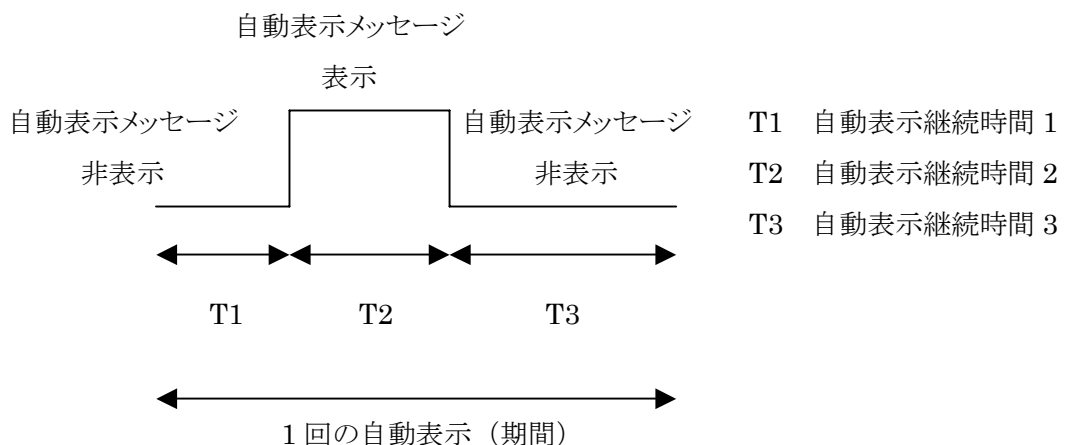 自動表示メッセージ
表示
自動表示メッセージ
非表示
自動表示メッセージ
非表示
T1 自動表示継続時間 1
T2 自動表示継続時間 2
T3 自動表示継続時間 3
T1
T2
T3
1 回の自動表示（期間）